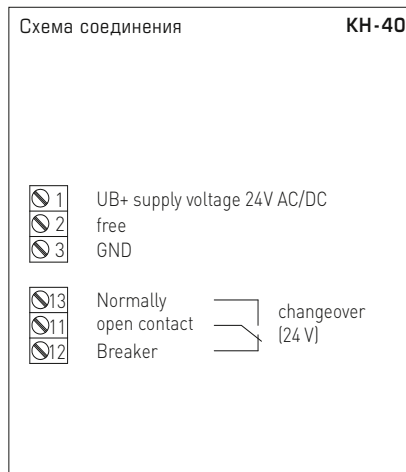 Схема соединения KH-40
1 UB+ supply voltage 24V AC/DC
2 free
3 GND
13 Normally
11 open contact
12 Breaker
changeover
(24 V)